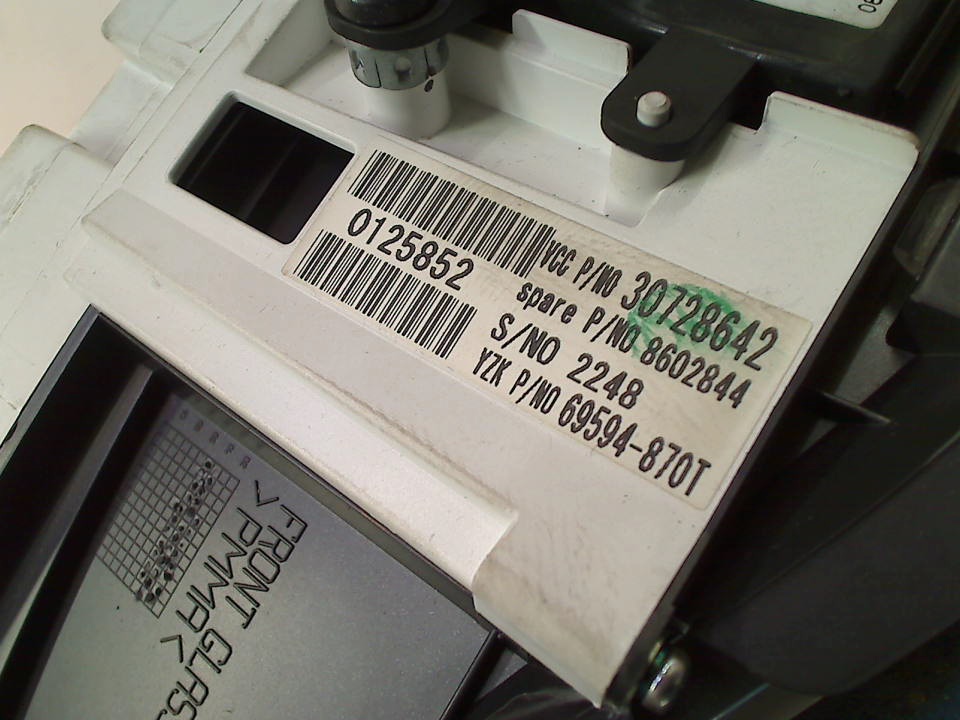 VCC P/NO 30728642
0125852
spare P/NO 8602844
S/NO 2248
YZK P/NO 69594-870T
>FRONT GLASS
PMMA<